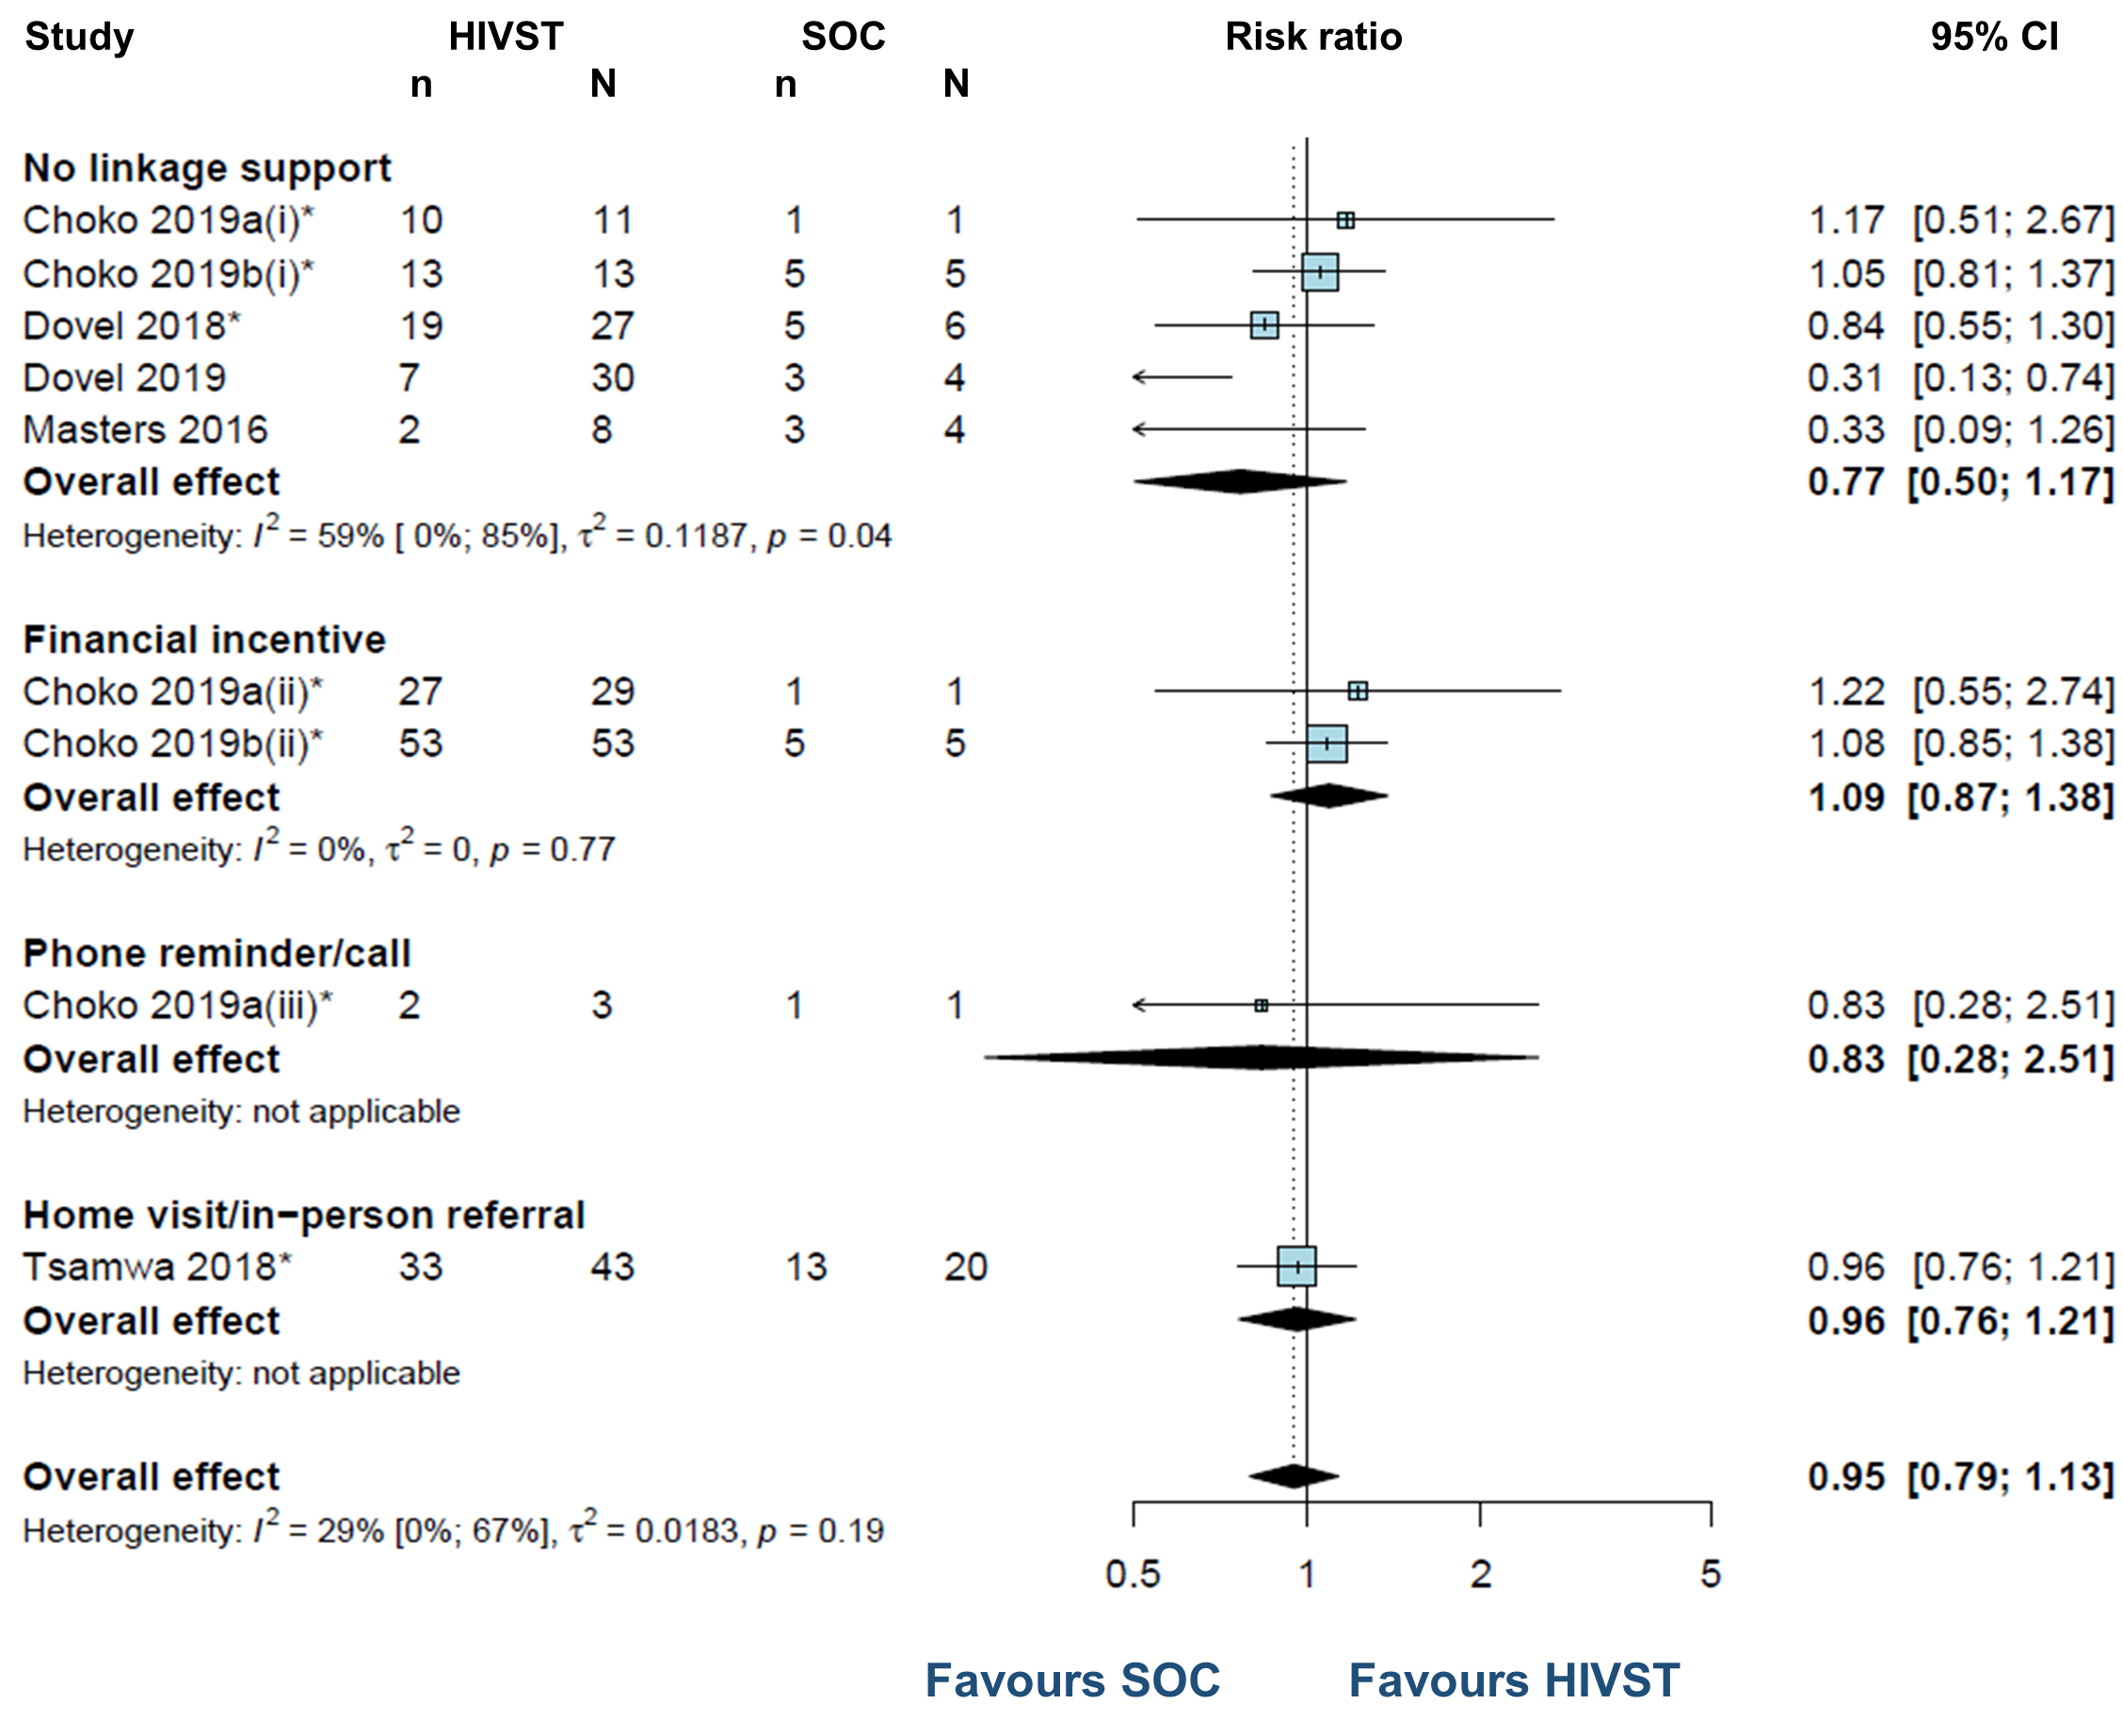 Study HIVST SOC Risk ratio 95% CI
n N n N
No linkage support
Choko 2019a(i)* 10 11 1 1 1.17 [0.51; 2.67]
Choko 2019b(i)* 13 13 5 5 1.05 [0.81; 1.37]
Dovel 2018* 19 27 5 6 0.84 [0.55; 1.30]
Dovel 2019 7 30 3 4 0.31 [0.13; 0.74]
Masters 2016 2 8 3 4 0.33 [0.09; 1.26]
Overall effect 0.77 [0.50; 1.17]
Heterogeneity: I² = 59% [ 0%; 85%], τ² = 0.1187, p = 0.04
Financial incentive
Choko 2019a(ii)* 27 29 1 1 1.22 [0.55; 2.74]
Choko 2019b(ii)* 53 53 5 5 1.08 [0.85; 1.38]
Overall effect 1.09 [0.87; 1.38]
Heterogeneity: I² = 0%, τ² = 0, p = 0.77
Phone reminder/call
Choko 2019a(iii)* 2 3 1 1 0.83 [0.28; 2.51]
Overall effect 0.83 [0.28; 2.51]
Heterogeneity: not applicable
Home visit/in−person referral
Tsamwa 2018* 33 43 13 20 0.96 [0.76; 1.21]
Overall effect 0.96 [0.76; 1.21]
Heterogeneity: not applicable
Overall effect 0.95 [0.79; 1.13]
Heterogeneity: I² = 29% [0%; 67%], τ² = 0.0183, p = 0.19
0.5 1 2 5
Favours SOC Favours HIVST